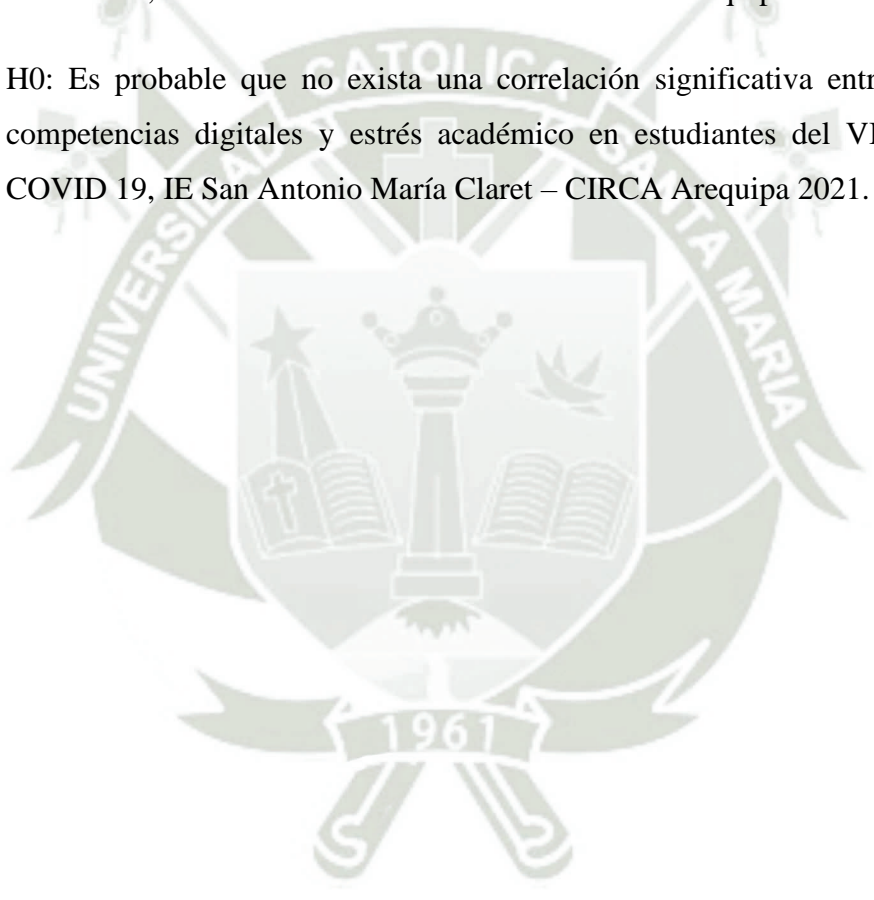 CATOLICA
UNIVERSIDAD
SANTA MARIA
H0: Es probable que no exista una correlación significativa entr
competencias digitales y estrés académico en estudiantes del VI
COVID 19, IE San Antonio María Claret – CIRCA Arequipa 2021.
1961